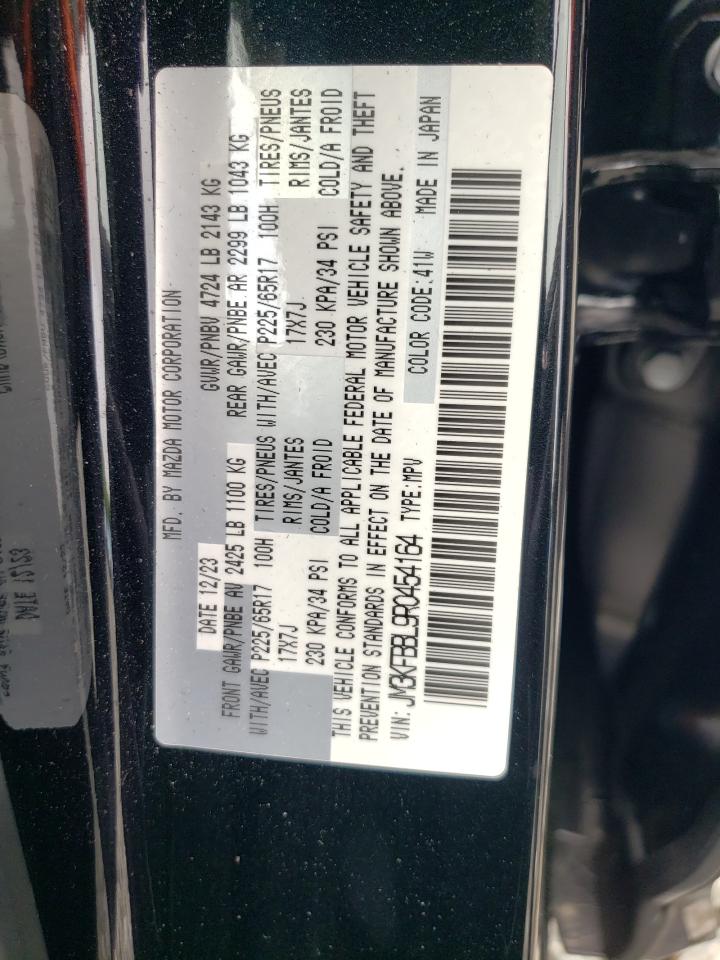 MFD. BY MAZDA MOTOR CORPORATION
DATE 12/23 GVWR/PNBV 4724 LB 2143 KG
FRONT GAWR/PNBE AV 2425 LB 1100 KG REAR GAWR/PNBE AR 2299 LB 1043 KG
WITH/AVEC P225/65R17 100H TIRES/PNEUS WITH/AVEC P225/65R17 100H TIRES/PNEUS
17X7J RIMS/JANTES 17X7J RIMS/JANTES
230 KPA/34 PSI COLD/A FROID 230 KPA/34 PSI COLD/A FROID
THIS VEHICLE CONFORMS TO ALL APPLICABLE FEDERAL MOTOR VEHICLE SAFETY AND THEFT
PREVENTION STANDARDS IN EFFECT ON THE DATE OF MANUFACTURE SHOWN ABOVE.
VIN: JM3KFBBL9R0454164 TYPE:MPV COLOR CODE:41W MADE IN JAPAN